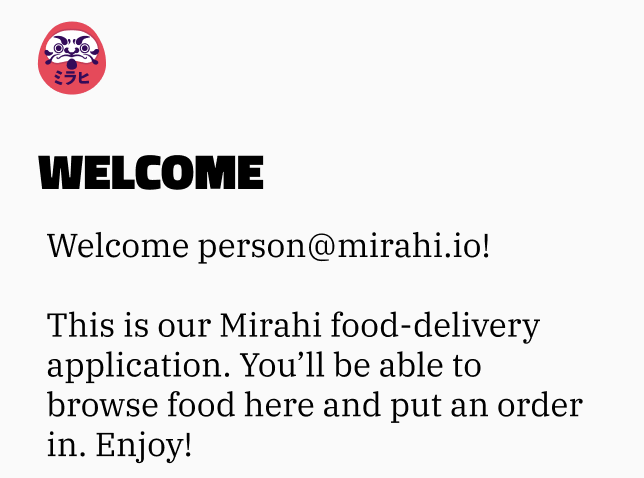 ミラヒ
WELCOME
Welcome person@mirahi.io!
This is our Mirahi food-delivery
application. You’ll be able to
browse food here and put an order
in. Enjoy!